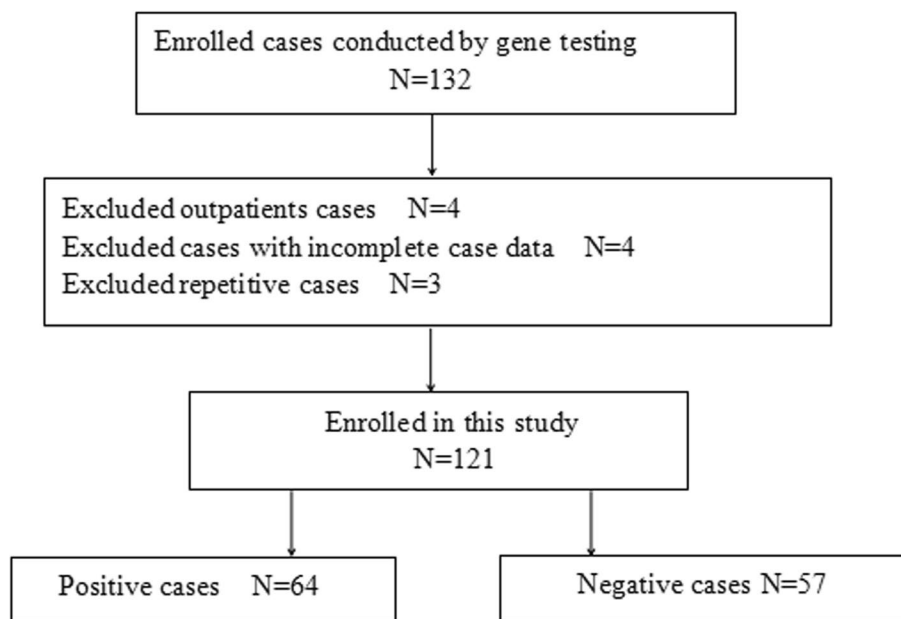 Enrolled cases conducted by gene testing
N=132
Excluded outpatients cases N=4
Excluded cases with incomplete case data N=4
Excluded repetitive cases N=3
Enrolled in this study
N=121
Positive cases N=64
Negative cases N=57